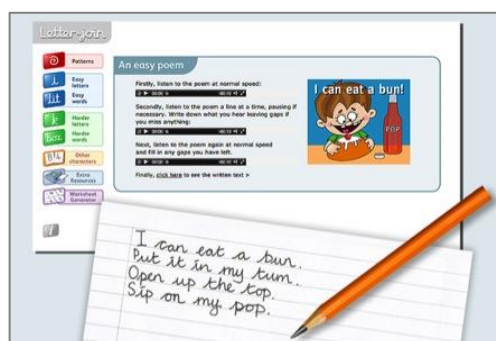 Letter-join
Patterns
Easy
letters
Easy
words
Harder
letters
Harder
words
Other
characters
Extra
Resources
Worksheet
Generator
An easy poem
Firstly, listen to the poem at normal speed:
Secondly, listen to the poem a line at a time, pausing if
necessary. Write down what you hear leaving gaps if
you miss anything:
Next, listen to the poem again at normal speed
and fill in any gaps you have left.
Finally, click here to see the written text >
I can eat a bun!
POP
I can eat a bun.
Put it in my tum.
Open up the top.
Sip on my pop.